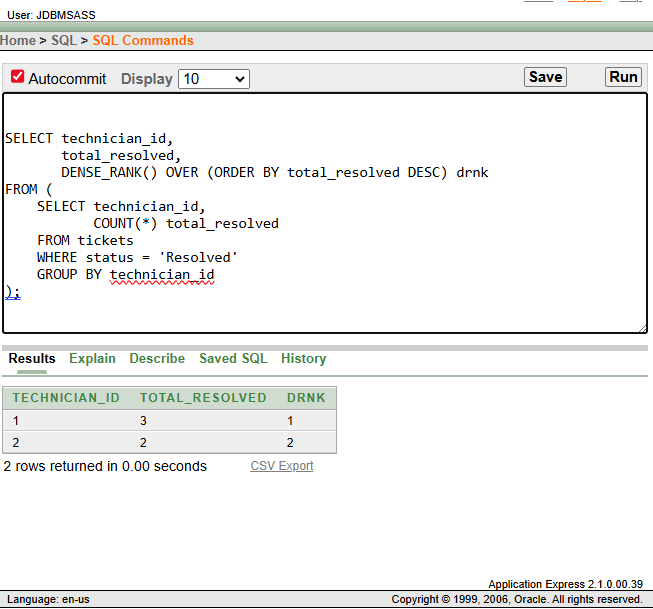 User: JDBMSASS
Home > SQL > SQL Commands
Autocommit Display 10 Save Run
SELECT technician_id,
total_resolved,
DENSE_RANK() OVER (ORDER BY total_resolved DESC) drnk
FROM (
SELECT technician_id,
COUNT(*) total_resolved
FROM tickets
WHERE status = 'Resolved'
GROUP BY technician_id
);
Results Explain Describe Saved SQL History
TECHNICIAN_ID TOTAL_RESOLVED DRNK
1 3 1
2 2 2
2 rows returned in 0.00 seconds CSV Export
Application Express 2.1.0.00.39
Language: en-us Copyright © 1999, 2006, Oracle. All rights reserved.